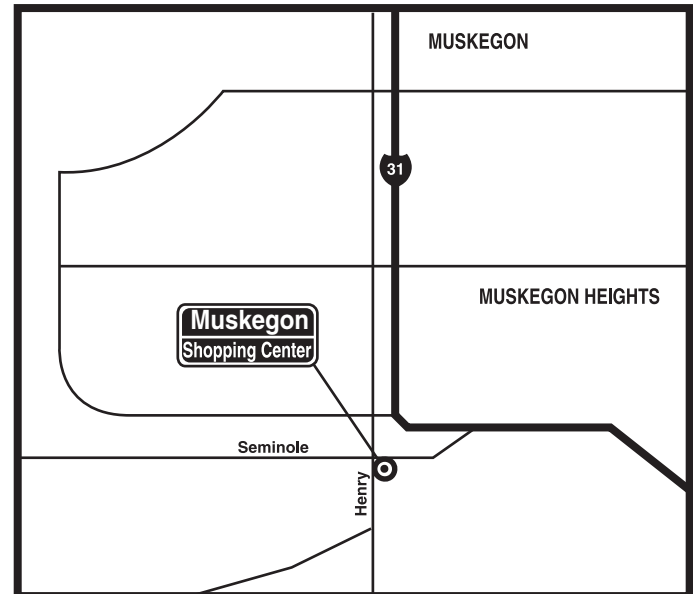 MUSKEGON
31
MUSKEGON HEIGHTS
Muskegon
Shopping Center
Seminole
Henry